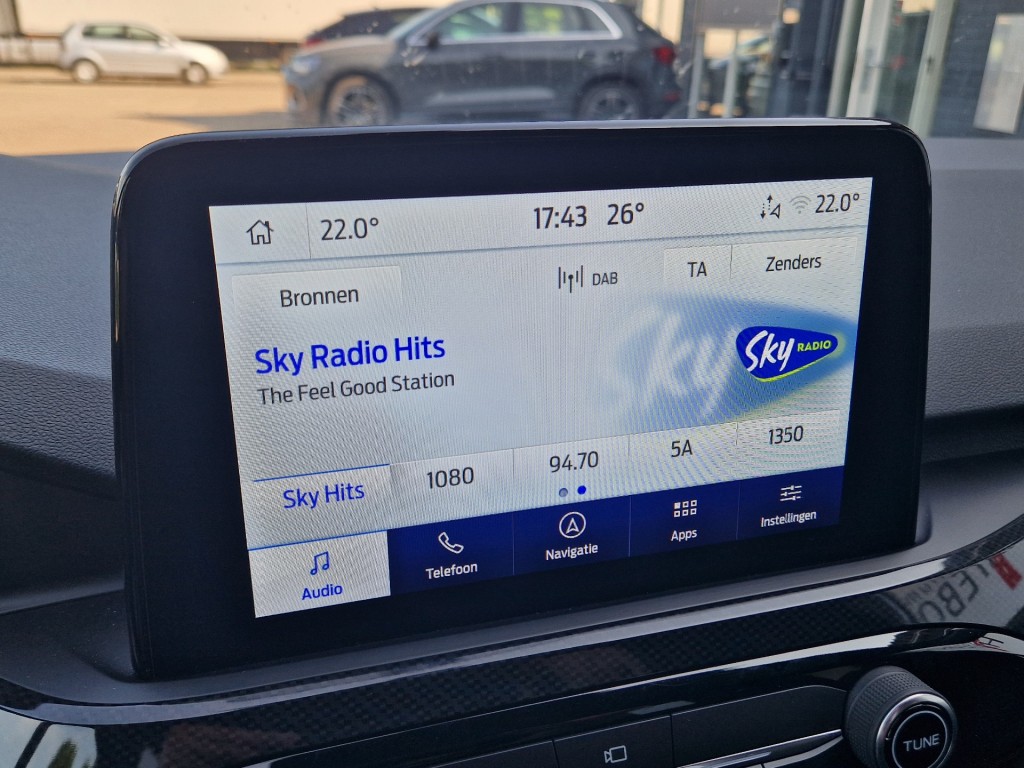 22.0°
17:43 26°
22.0°
Bronnen
DAB
TA
Zenders
Sky Radio Hits
The Feel Good Station
Sky RADIO
Sky Hits
1080
94.70
5A
1350
Audio
Telefoon
Navigatie
Apps
Instellingen
TUNE